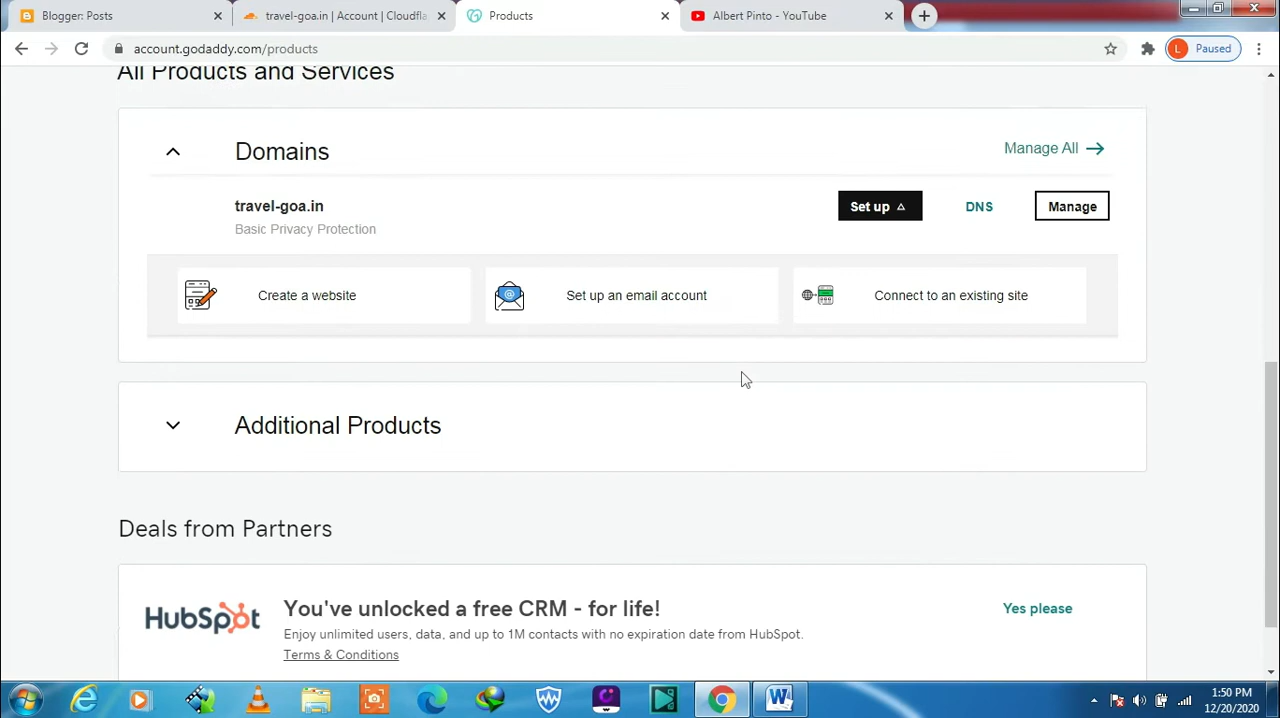 Blogger: Posts
travel-goa.in | Account | Cloudfla
Products
Albert Pinto - YouTube
account.godaddy.com/products
L Paused
All Products and Services
Domains
Manage All
travel-goa.in
Set up
DNS
Manage
Basic Privacy Protection
Create a website
Set up an email account
Connect to an existing site
Additional Products
Deals from Partners
HubSpot
You've unlocked a free CRM - for life!
Yes please
Enjoy unlimited users, data, and up to 1M contacts with no expiration date from HubSpot.
Terms & Conditions
1:50 PM
12/20/2020